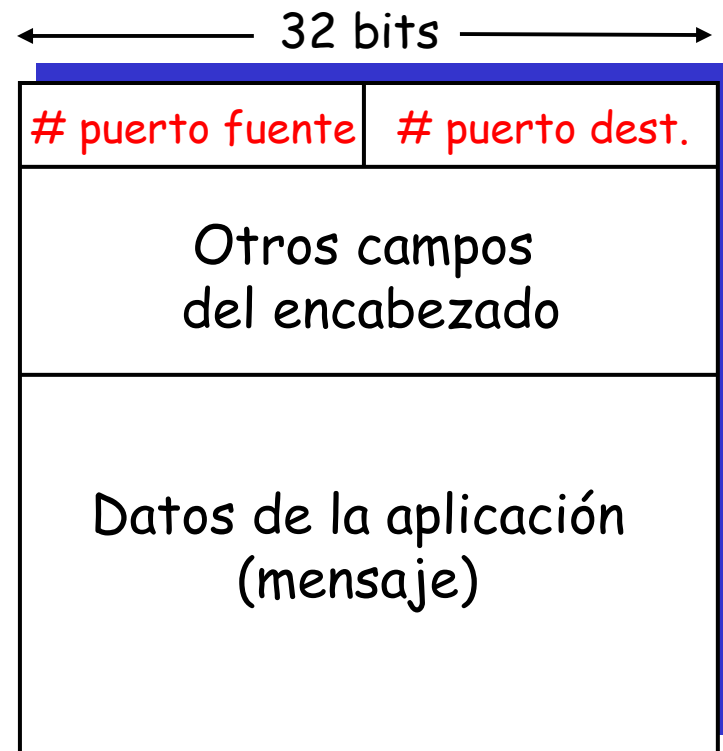 32 bits
# puerto fuente
# puerto dest.
Otros campos
del encabezado
Datos de la aplicación
(mensaje)